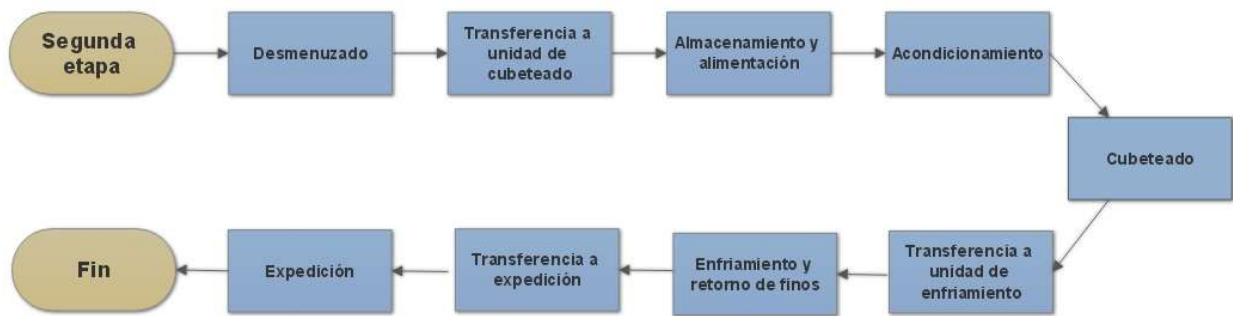 Segunda
etapa
Desmenuzado
Transferencia a
unidad de
cubeteado
Almacenamiento y
alimentación
Acondicionamiento
Cubeteado
Transferencia a
unidad de
enfriamiento
Enfriamiento y
retorno de finos
Transferencia a
expedición
Expedición
Fin